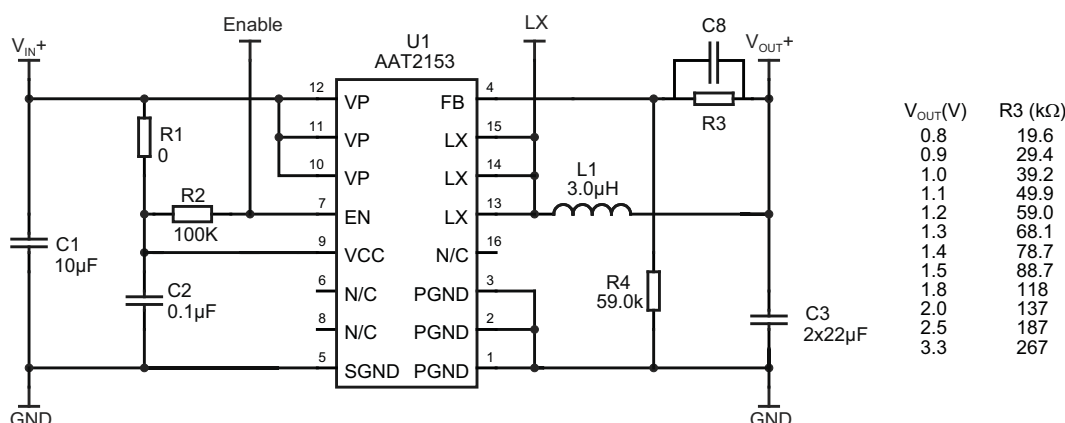 Enable
LX
V_IN+
U1
AAT2153
C8
V_OUT+
12
VP
FB
4
R3
R1
0
11
VP
LX
15
10
VP
LX
14
R2
100K
7
EN
LX
13
L1
3.0µH
C1
10µF
9
VCC
N/C
16
C2
0.1µF
6
N/C
PGND
3
R4
59.0k
8
N/C
PGND
2
C3
2x22µF
5
SGND
PGND
1
GND
GND
V_OUT(V) R3 (kΩ)
0.8 19.6
0.9 29.4
1.0 39.2
1.1 49.9
1.2 59.0
1.3 68.1
1.4 78.7
1.5 88.7
1.8 118
2.0 137
2.5 187
3.3 267